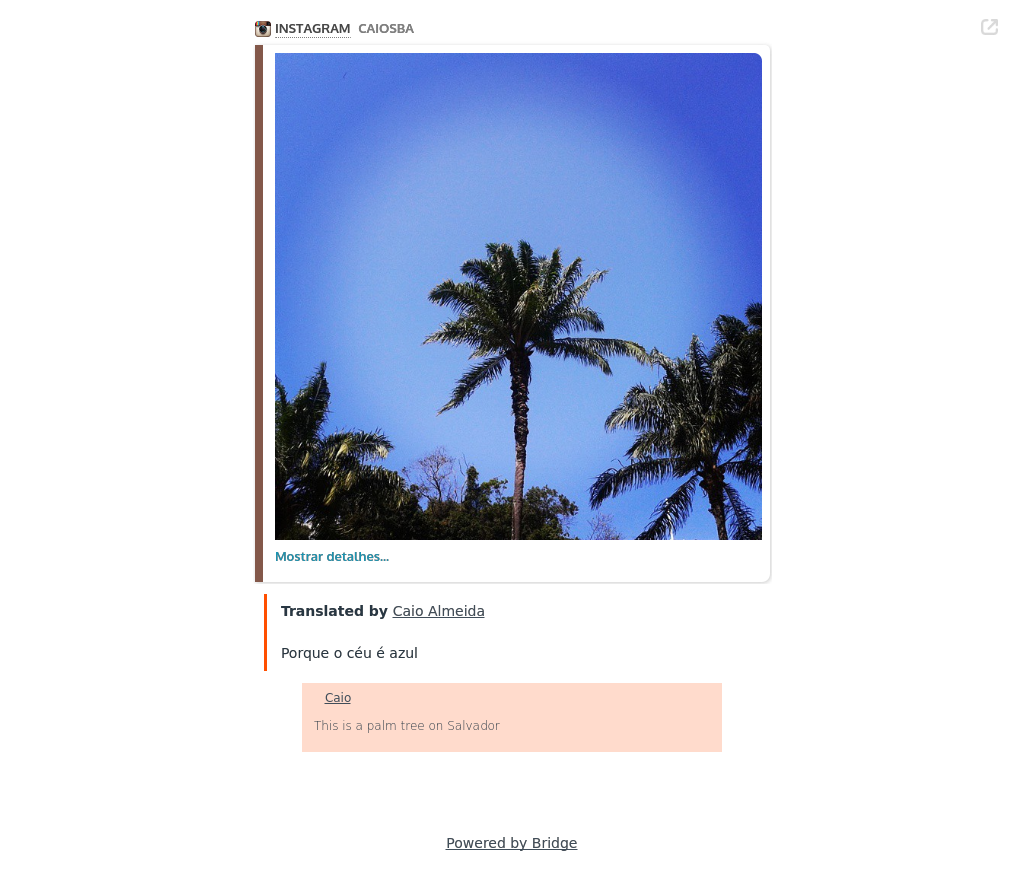 INSTAGRAM CAIOSBA
Mostrar detalhes...
Translated by Caio Almeida
Porque o céu é azul
Caio
This is a palm tree on Salvador
Powered by Bridge